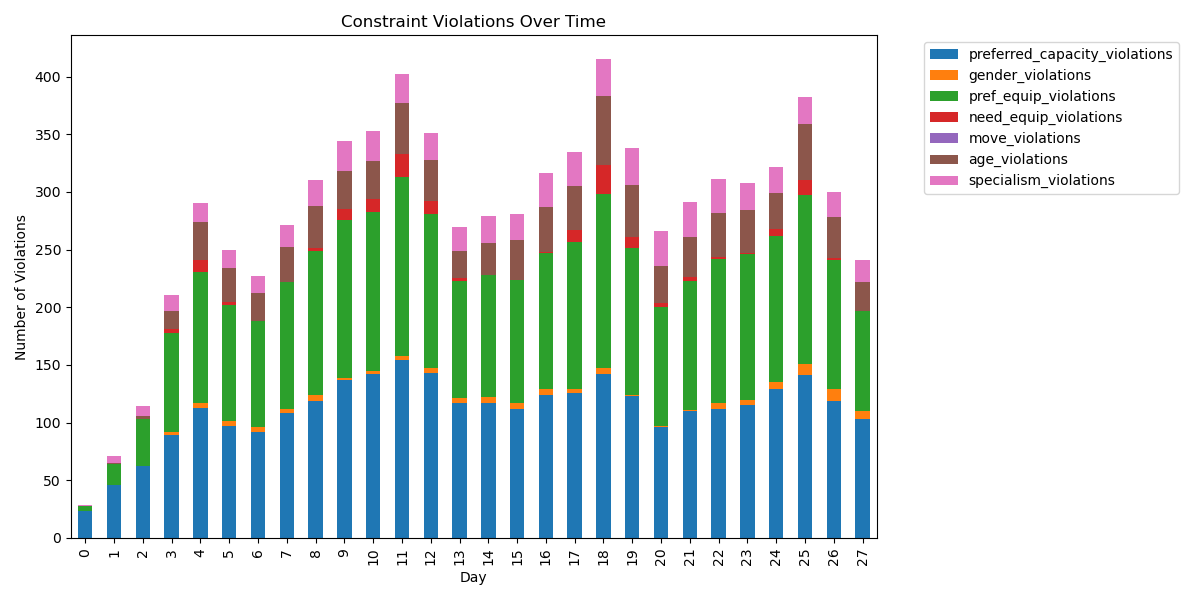 Constraint Violations Over Time
Number of Violations
400
350
300
250
200
150
100
50
0
0 1 2 3 4 5 6 7 8 9 10 11 12 13 14 15 16 17 18 19 20 21 22 23 24 25 26 27
Day
preferred_capacity_violations
gender_violations
pref_equip_violations
need_equip_violations
move_violations
age_violations
specialism_violations